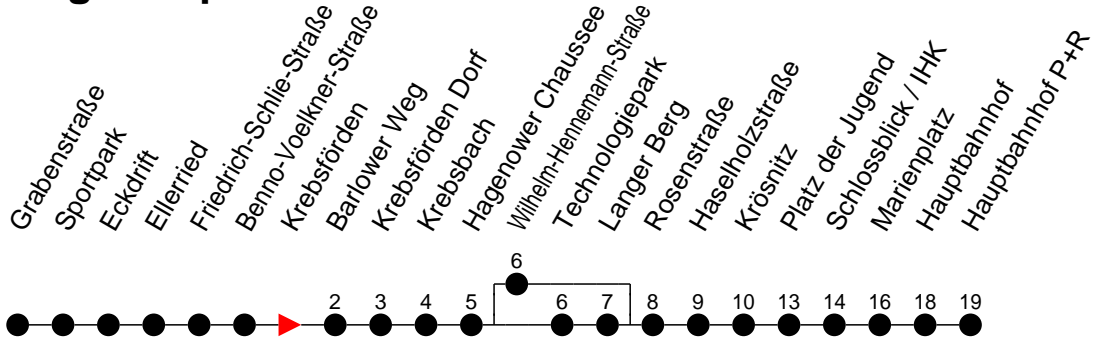 Grabenstraße
Sportpark
Eckdrift
Ellerried
Friedrich-Schlie-Straße
Benno-Voelkner-Straße
Krebsförden
Barlower Weg
Krebsförden Dorf
Krebsbach
Hagenower Chaussee
Wilhelm-Hennemann-Straße
Technologiepark
Langer Berg
Rosenstraße
Haselholzstraße
Krösnitz
Platz der Jugend
Schlossblick / IHK
Marienplatz
Hauptbahnhof
Hauptbahnhof P+R
6
2 3 4 5 6 7 8 9 10 13 14 16 18 19